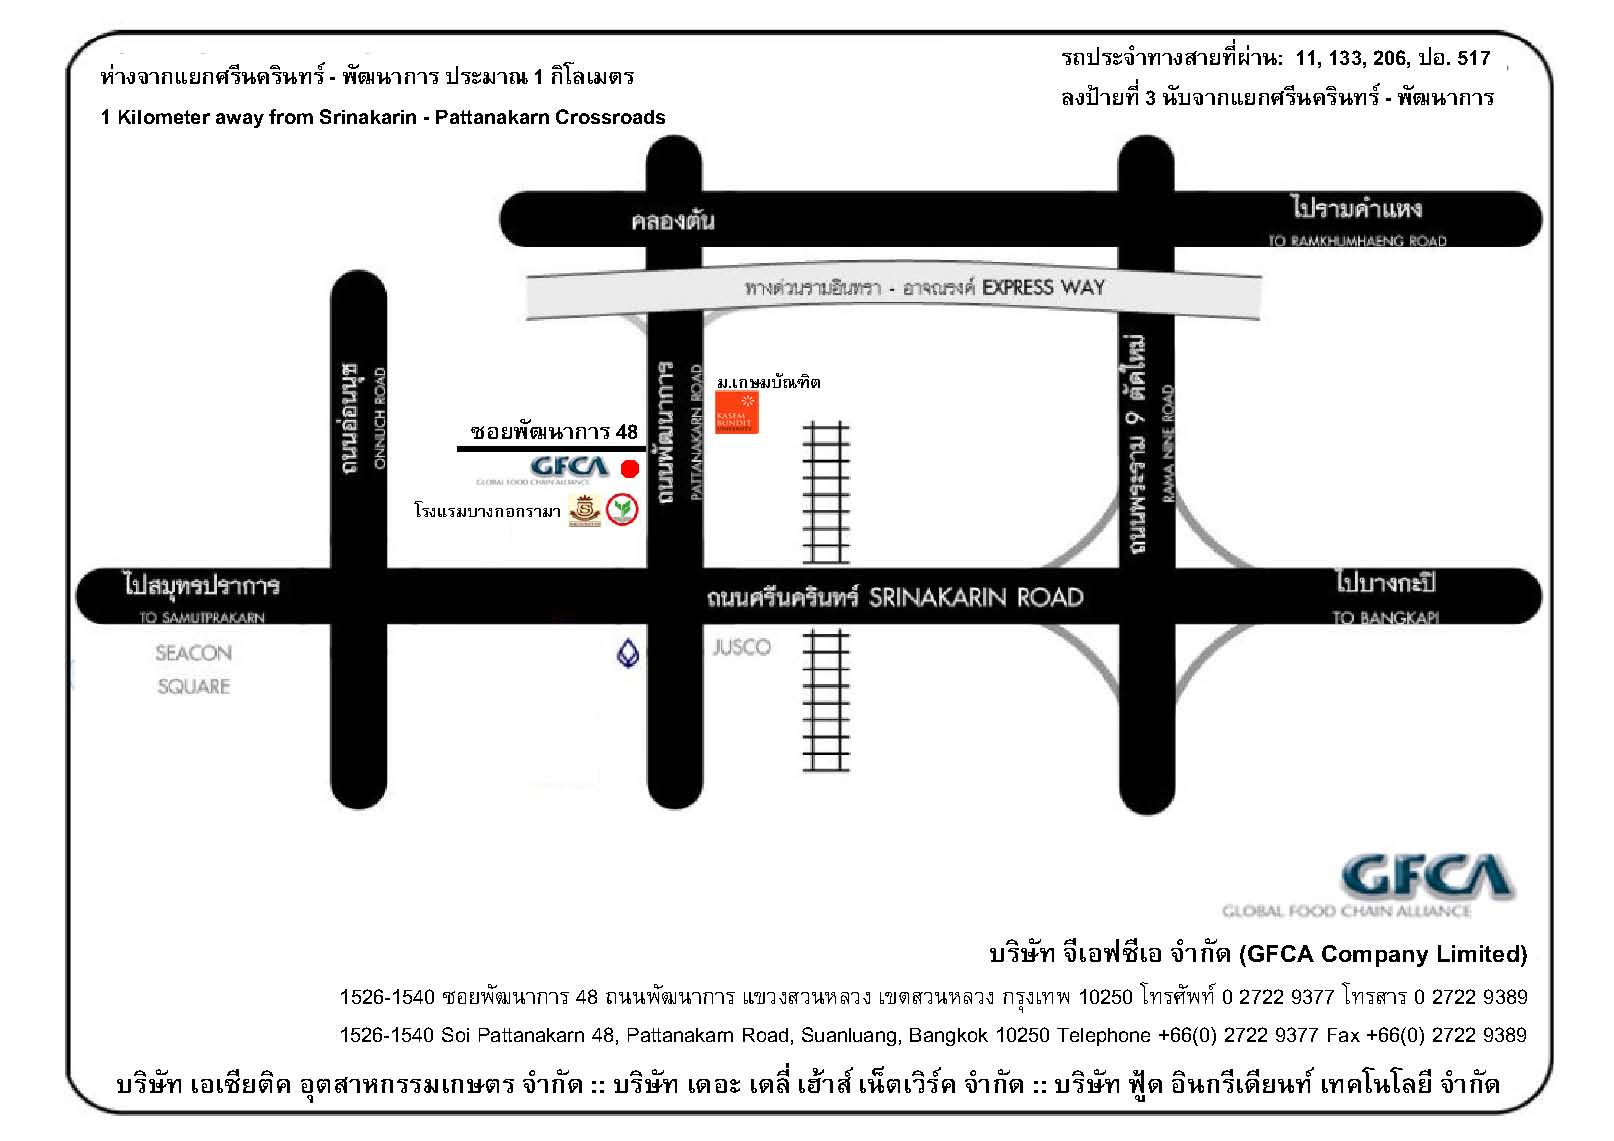 ห่างจากแยกศรีนครินทร์ - พัฒนาการ ประมาณ 1 กิโลเมตร
1 Kilometer away from Srinakarin - Pattanakarn Crossroads
รถประจำทางสายที่ผ่าน: 11, 133, 206, ปอ. 517
ลงป้ายที่ 3 นับจากแยกศรีนครินทร์ - พัฒนาการ
คลองตัน
ไปรามคำแหง
TO RAMKHUMHAENG ROAD
ทางด่วนรามอินทรา - อาจณรงค์ EXPRESS WAY
ถนนอ่อนนุช
ONNUCH ROAD
ถนนพัฒนาการ
PATTANAKARN ROAD
ม.เกษมบัณฑิต
KASEM
BUNDIT
UNIVERSITY
ถนนพระราม 9 ตัดใหม่
RAMA NINE ROAD
ซอยพัฒนาการ 48
GFCA
GLOBAL FOOD CHAIN ALLIANCE
โรงแรมบางกอกรามา
ไปสมุทรปราการ
TO SAMUTPRAKARN
ถนนศรีนครินทร์ SRINAKARIN ROAD
ไปบางกะปิ
TO BANGKAPI
SEACON
SQUARE
JUSCO
GFCA
GLOBAL FOOD CHAIN ALLIANCE
บริษัท จีเอฟซีเอ จำกัด (GFCA Company Limited)
1526-1540 ซอยพัฒนาการ 48 ถนนพัฒนาการ แขวงสวนหลวง เขตสวนหลวง กรุงเทพ 10250 โทรศัพท์ 0 2722 9377 โทรสาร 0 2722 9389
1526-1540 Soi Pattanakarn 48, Pattanakarn Road, Suanluang, Bangkok 10250 Telephone +66(0) 2722 9377 Fax +66(0) 2722 9389
บริษัท เอเซียติค อุตสาหกรรมเกษตร จำกัด :: บริษัท เดอะ เดลี่ เฮ้าส์ เน็ตเวิร์ค จำกัด :: บริษัท ฟู้ด อินกรีเดียนท์ เทคโนโลยี จำกัด